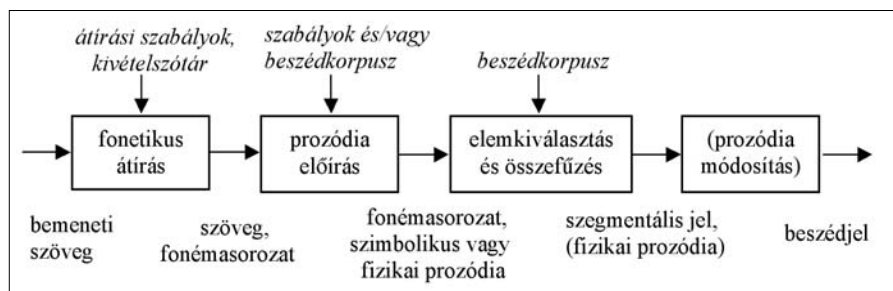 átírási szabályok,
kivételszótár
szabályok és/vagy
beszédkorpusz
beszédkorpusz
fonetikus
átírás
prozódia
előírás
elemkiválasztás
és összefűzés
(prozódia
módosítás)
bemeneti
szöveg
szöveg,
fonémasorozat
fonémasorozat,
szimbolikus vagy
fizikai prozódia
szegmentális jel,
(fizikai prozódia)
beszédjel